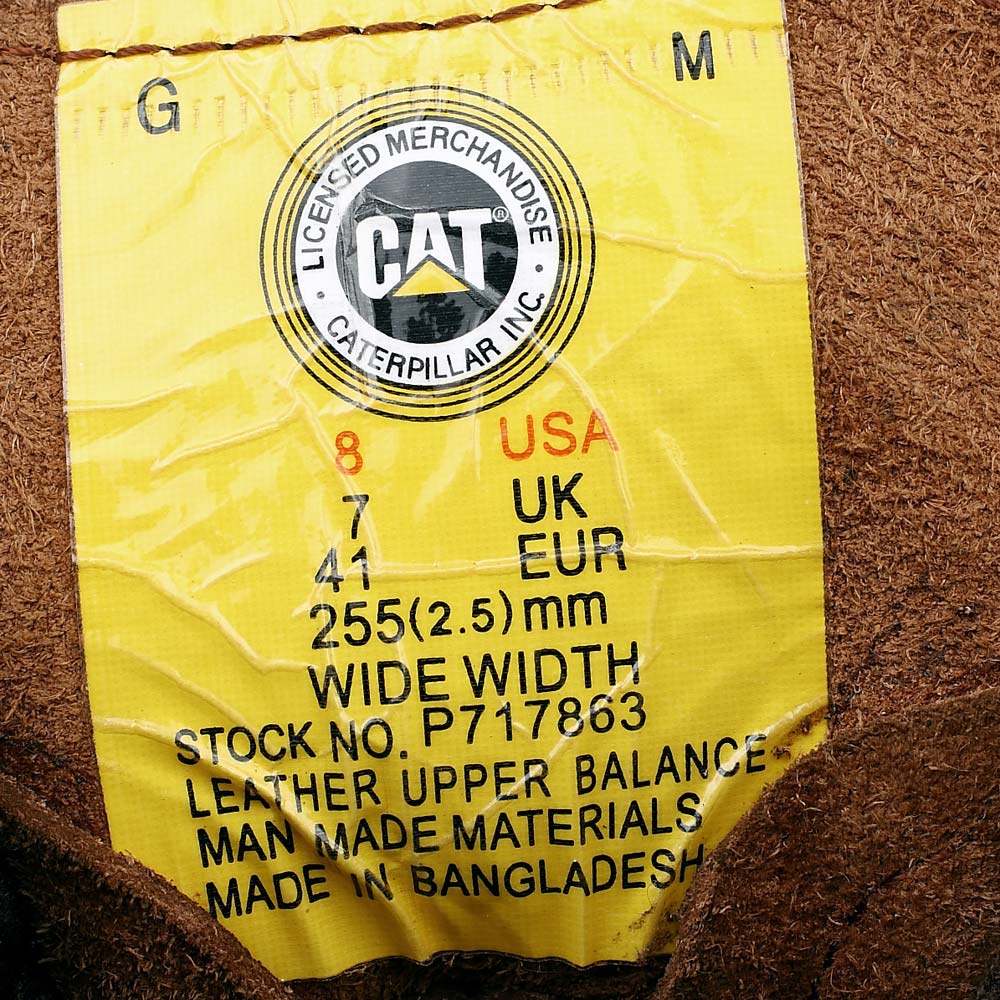 G M
LICENSED MERCHANDISE
CAT®
• CATERPILLAR INC. •
8 USA
7 UK
41 EUR
255(2.5)mm
WIDE WIDTH
STOCK NO. P717863
LEATHER UPPER BALANCE
MAN MADE MATERIALS
MADE IN BANGLADESH